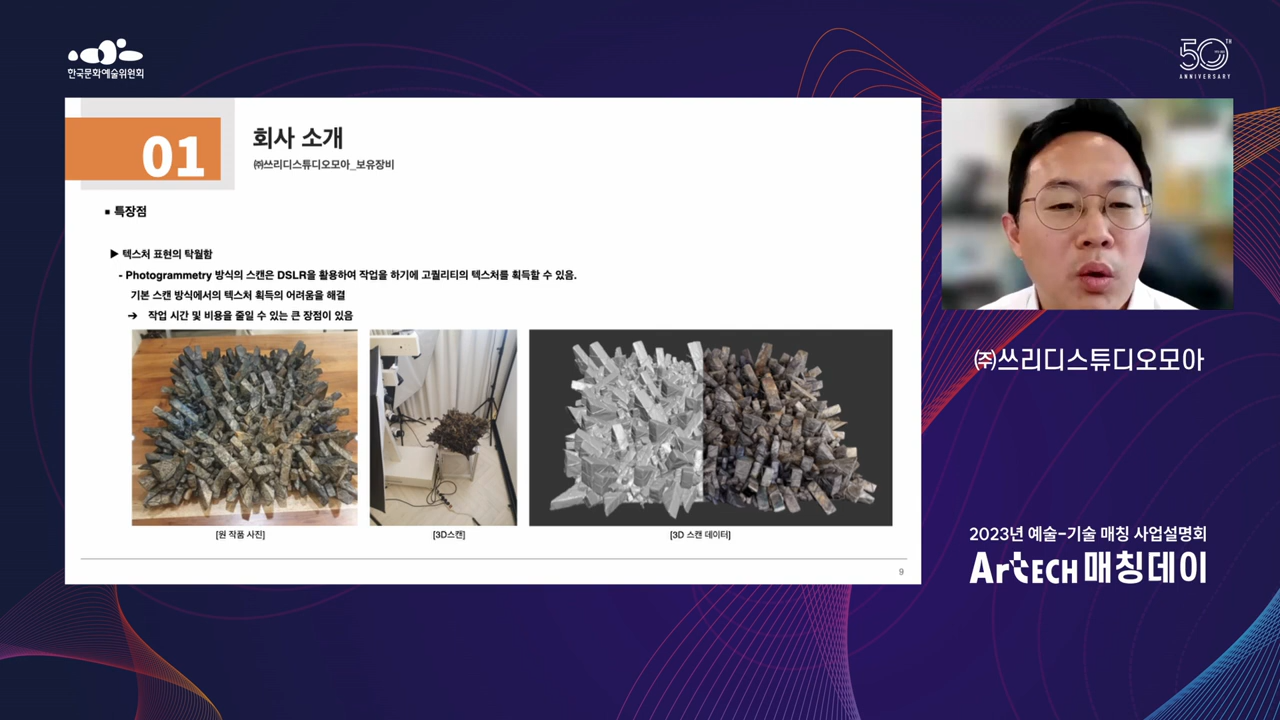 한국문화예술위원회
50TH
ANNIVERSARY
01
회사 소개
㈜쓰리디스튜디오모아_보유장비
▪ 특장점
▶ 텍스처 표현의 탁월함
- Photogrammetry 방식의 스캔은 DSLR을 활용하여 작업을 하기에 고퀄리티의 텍스처를 획득할 수 있음.
기본 스캔 방식에서의 텍스처 획득의 어려움을 해결
➔ 작업 시간 및 비용을 줄일 수 있는 큰 장점이 있음
[원 작품 사진]
[3D스캔]
[3D 스캔 데이터]
9
㈜쓰리디스튜디오모아
2023년 예술-기술 매칭 사업설명회
ArtECH 매칭데이